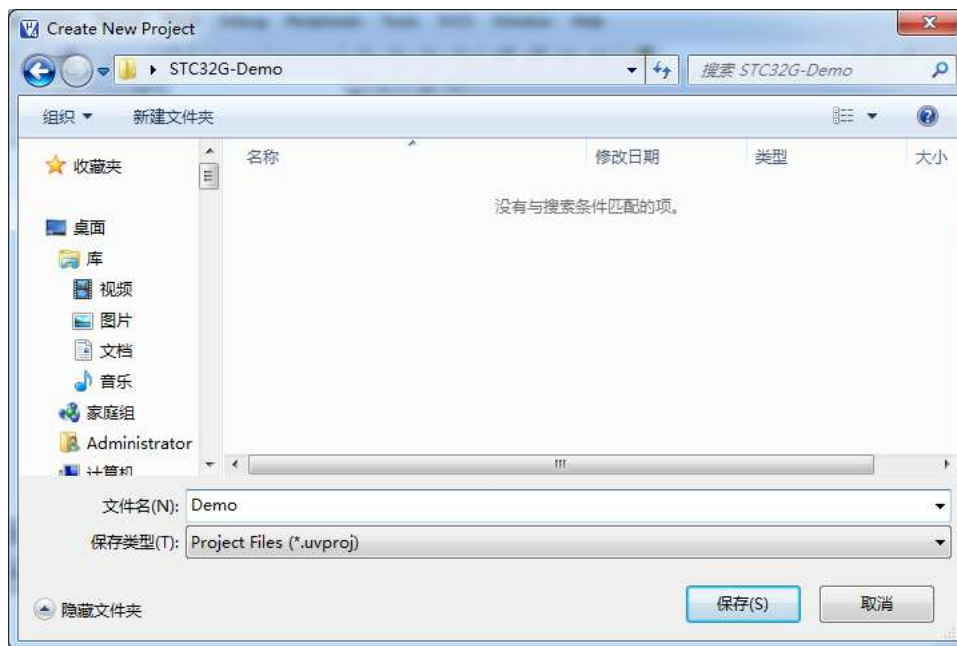 Create New Project
STC32G-Demo
搜索 STC32G-Demo
组织
新建文件夹
名称
修改日期
类型
大小
没有与搜索条件匹配的项。
收藏夹
桌面
库
视频
图片
文档
音乐
家庭组
Administrator
计算机
文件名(N): Demo
保存类型(T): Project Files (*.uvproj)
隐藏文件夹
保存(S)
取消